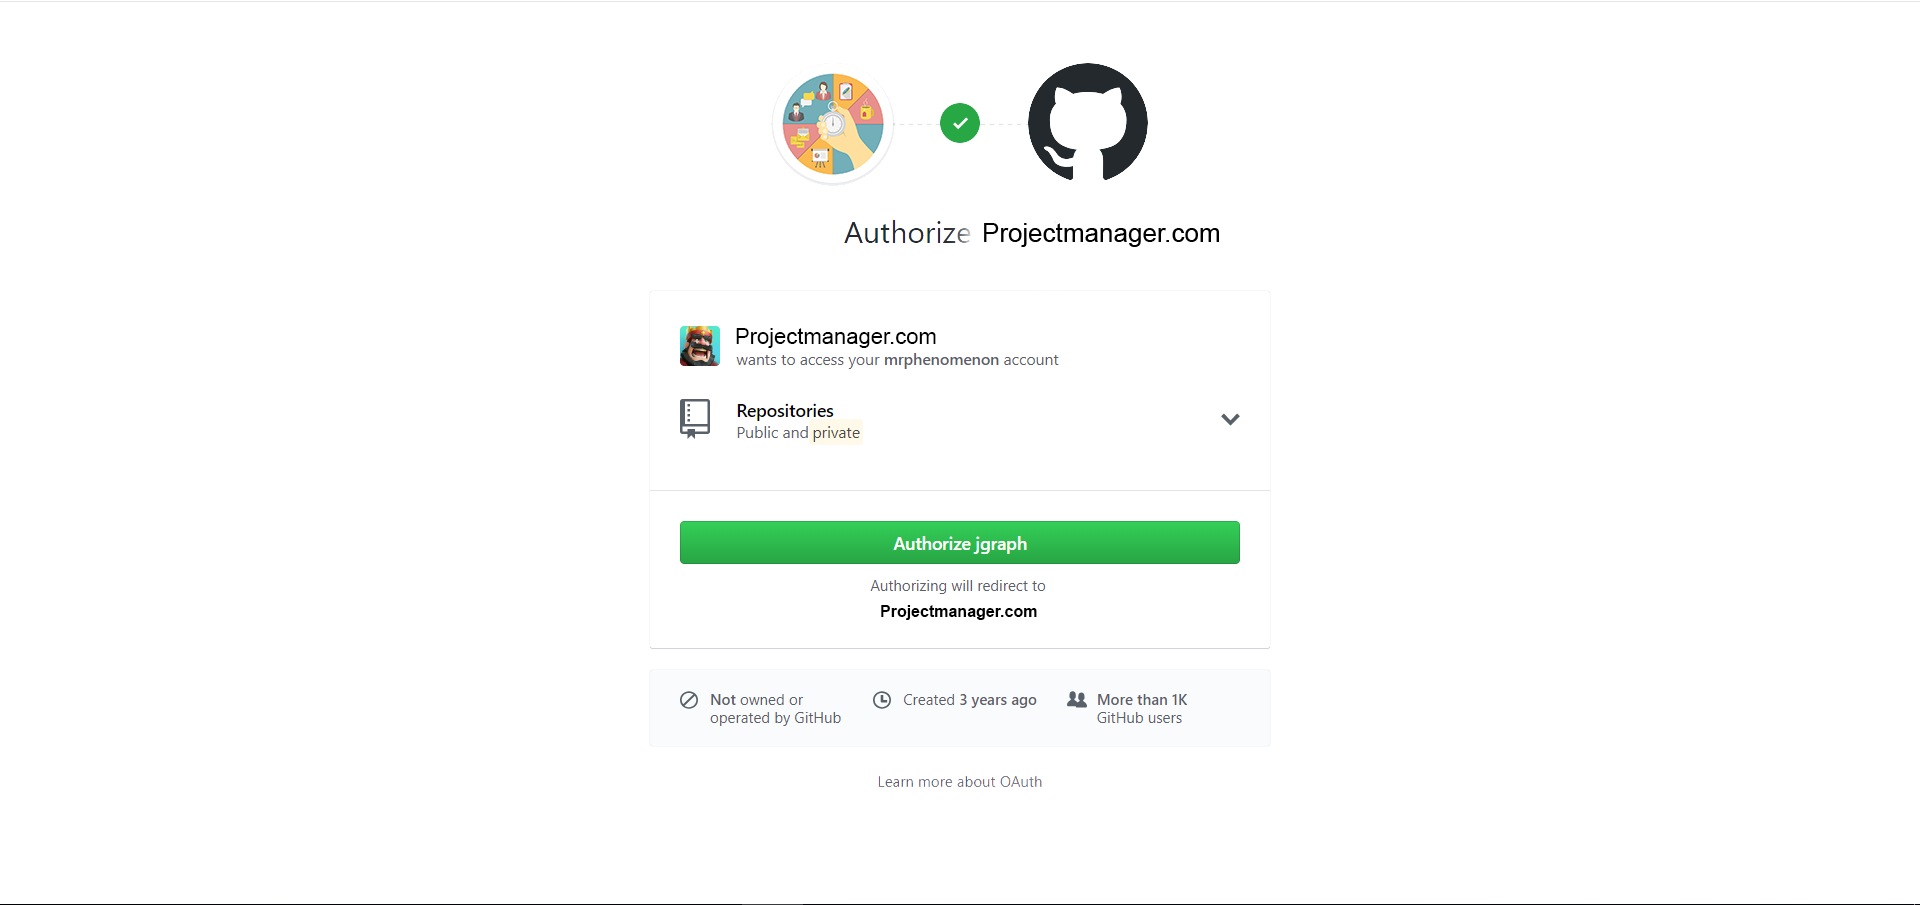 Authorize Projectmanager.com
Projectmanager.com
wants to access your mrphenomenon account
Repositories
Public and private
Authorize jgraph
Authorizing will redirect to
Projectmanager.com
Not owned or
operated by GitHub
Created 3 years ago
More than 1K
GitHub users
Learn more about OAuth